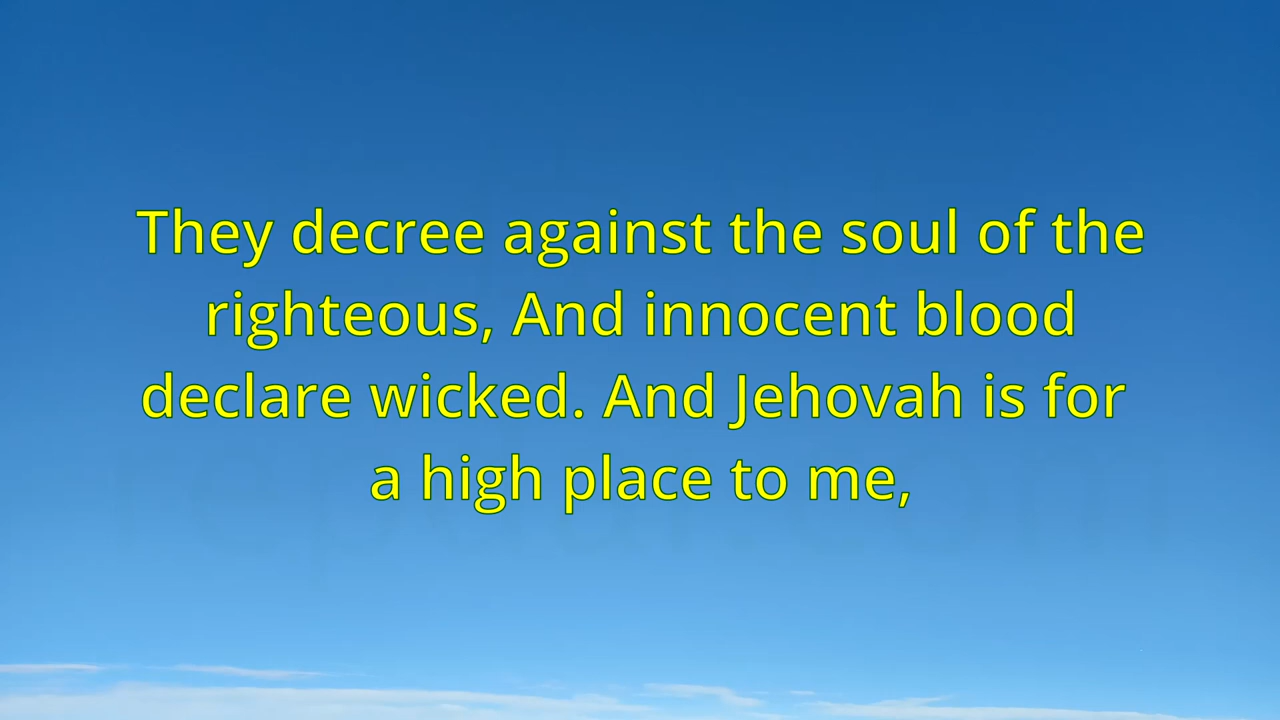 They decree against the soul of the
righteous, And innocent blood
declare wicked. And Jehovah is for
a high place to me,